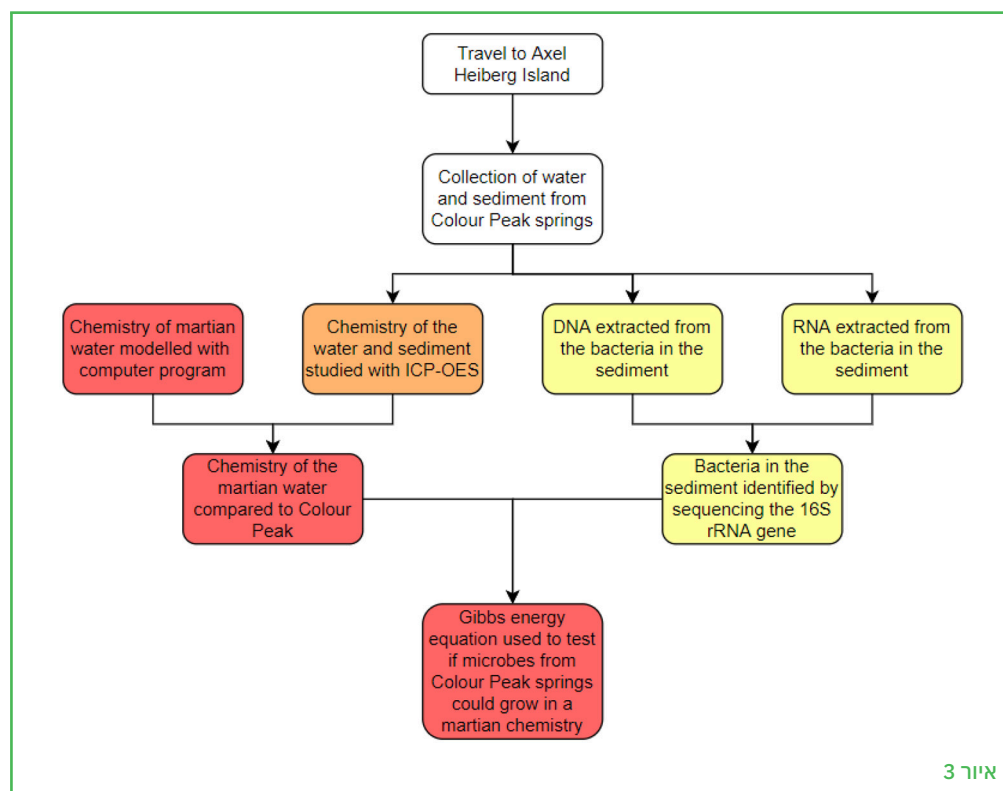 Travel to Axel
Heiberg Island
Collection of water
and sediment from
Colour Peak springs
Chemistry of martian
water modelled with
computer program
Chemistry of the
water and sediment
studied with ICP-OES
DNA extracted from
the bacteria in the
sediment
RNA extracted from
the bacteria in the
sediment
Chemistry of the
martian water
compared to Colour
Peak
Bacteria in the
sediment identified by
sequencing the 16S
rRNA gene
Gibbs energy
equation used to test
if microbes from
Colour Peak springs
could grow in a
martian chemistry
איור 3